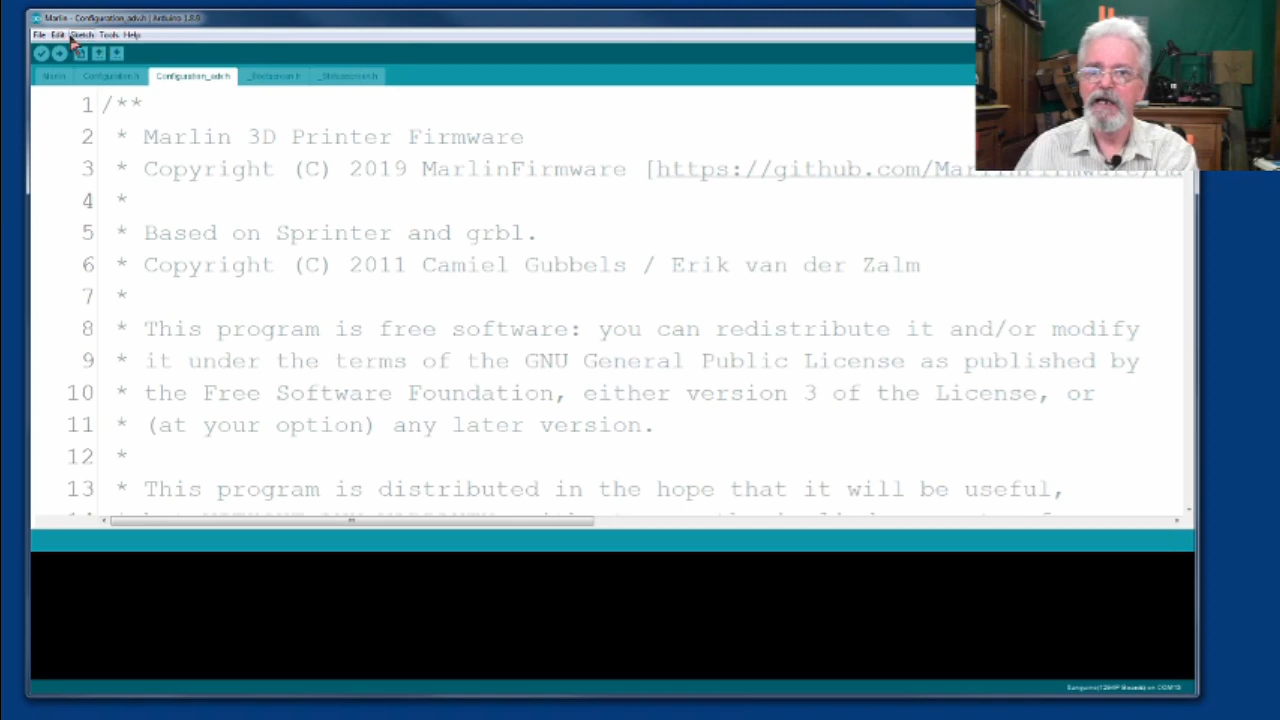 Marlin - Configuration_adv.h | Arduino 1.8.9
File Edit Sketch Tools Help
Marlin Configuration.h Configuration_adv.h _Bootscreen.h _Statusscreen.h
1 /**
2 * Marlin 3D Printer Firmware
3 * Copyright (C) 2019 MarlinFirmware [https://github.com/MarlinFirmware/
4 *
5 * Based on Sprinter and grbl.
6 * Copyright (C) 2011 Camiel Gubbels / Erik van der Zalm
7 *
8 * This program is free software: you can redistribute it and/or modify
9 * it under the terms of the GNU General Public License as published by
10 * the Free Software Foundation, either version 3 of the License, or
11 * (at your option) any later version.
12 *
13 * This program is distributed in the hope that it will be useful,